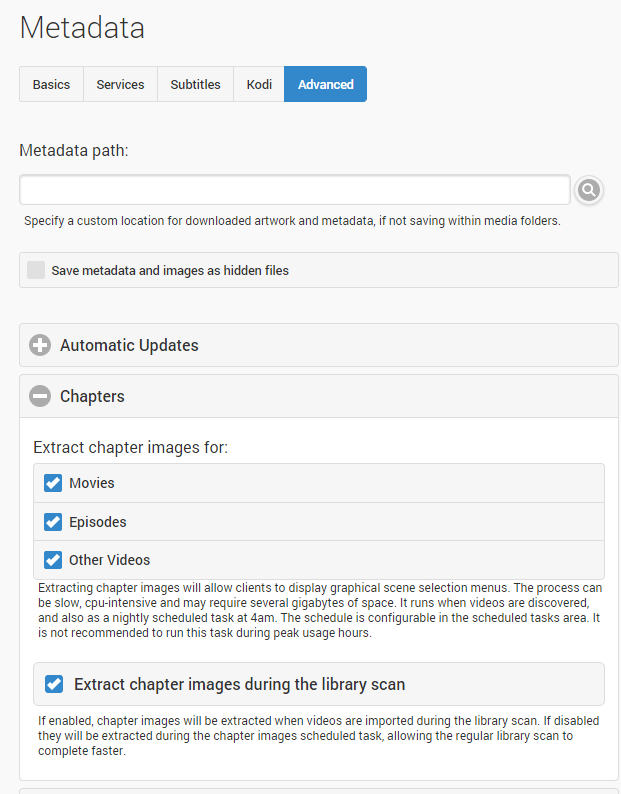 Metadata
Basics Services Subtitles Kodi Advanced
Metadata path:
Specify a custom location for downloaded artwork and metadata, if not saving within media folders.
Save metadata and images as hidden files
Automatic Updates
Chapters
Extract chapter images for:
Movies
Episodes
Other Videos
Extracting chapter images will allow clients to display graphical scene selection menus. The process can
be slow, cpu-intensive and may require several gigabytes of space. It runs when videos are discovered,
and also as a nightly scheduled task at 4am. The schedule is configurable in the scheduled tasks area. It
is not recommended to run this task during peak usage hours.
Extract chapter images during the library scan
If enabled, chapter images will be extracted when videos are imported during the library scan. If disabled
they will be extracted during the chapter images scheduled task, allowing the regular library scan to
complete faster.